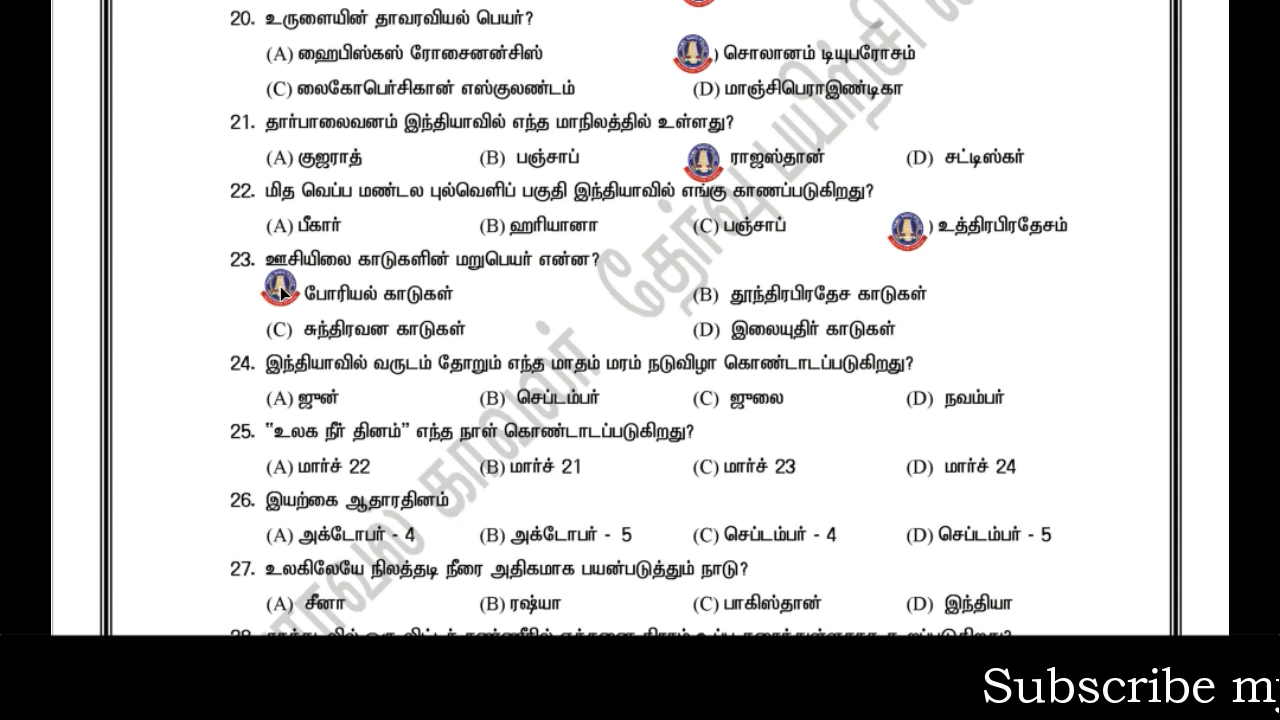 20. உருளையின் தாவரவியல் பெயர்?
(A) ஹைபிஸ்கஸ் ரோசைனன்சிஸ் ) சொலானம் டியுபரோசம்
(C) லைகோபெர்சிகான் எஸ்குலண்டம் (D) மாஞ்சிபெராஇண்டிகா
21. தார்பாலைவனம் இந்தியாவில் எந்த மாநிலத்தில் உள்ளது?
(A) குஜராத் (B) பஞ்சாப் ராஜஸ்தான் (D) சட்டிஸ்கர்
22. மித வெப்ப மண்டல புல்வெளிப் பகுதி இந்தியாவில் எங்கு காணப்படுகிறது?
(A) பீகார் (B) ஹரியானா (C) பஞ்சாப் ) உத்திரபிரதேசம்
23. ஊசியிலை காடுகளின் மறுபெயர் என்ன?
போரியல் காடுகள் (B) தூந்திரபிரதேச காடுகள்
(C) சுந்திரவன காடுகள் (D) இலையுதிர் காடுகள்
24. இந்தியாவில் வருடம் தோறும் எந்த மாதம் மரம் நடுவிழா கொண்டாடப்படுகிறது?
(A) ஜுன் (B) செப்டம்பர் (C) ஜுலை (D) நவம்பர்
25. "உலக நீர் தினம்" எந்த நாள் கொண்டாடப்படுகிறது?
(A) மார்ச் 22 (B) மார்ச் 21 (C) மார்ச் 23 (D) மார்ச் 24
26. இயற்கை ஆதாரதினம்
(A) அக்டோபர் - 4 (B) அக்டோபர் - 5 (C) செப்டம்பர் - 4 (D) செப்டம்பர் - 5
27. உலகிலேயே நிலத்தடி நீரை அதிகமாக பயன்படுத்தும் நாடு?
(A) சீனா (B) ரஷ்யா (C) பாகிஸ்தான் (D) இந்தியா
காவலர் தேர்வு பயிற்சி
Subscribe my